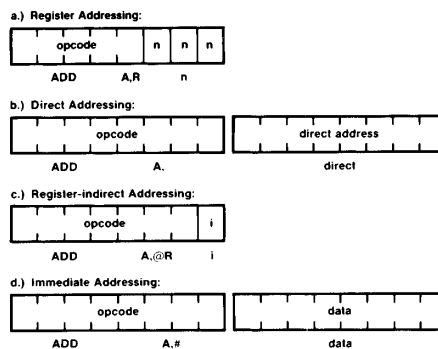 a.) Register Addressing:
opcode n n n
ADD A,R n
b.) Direct Addressing:
opcode direct address
ADD A, direct
c.) Register-indirect Addressing:
opcode i
ADD A,@R i
d.) Immediate Addressing:
opcode data
ADD A,# data